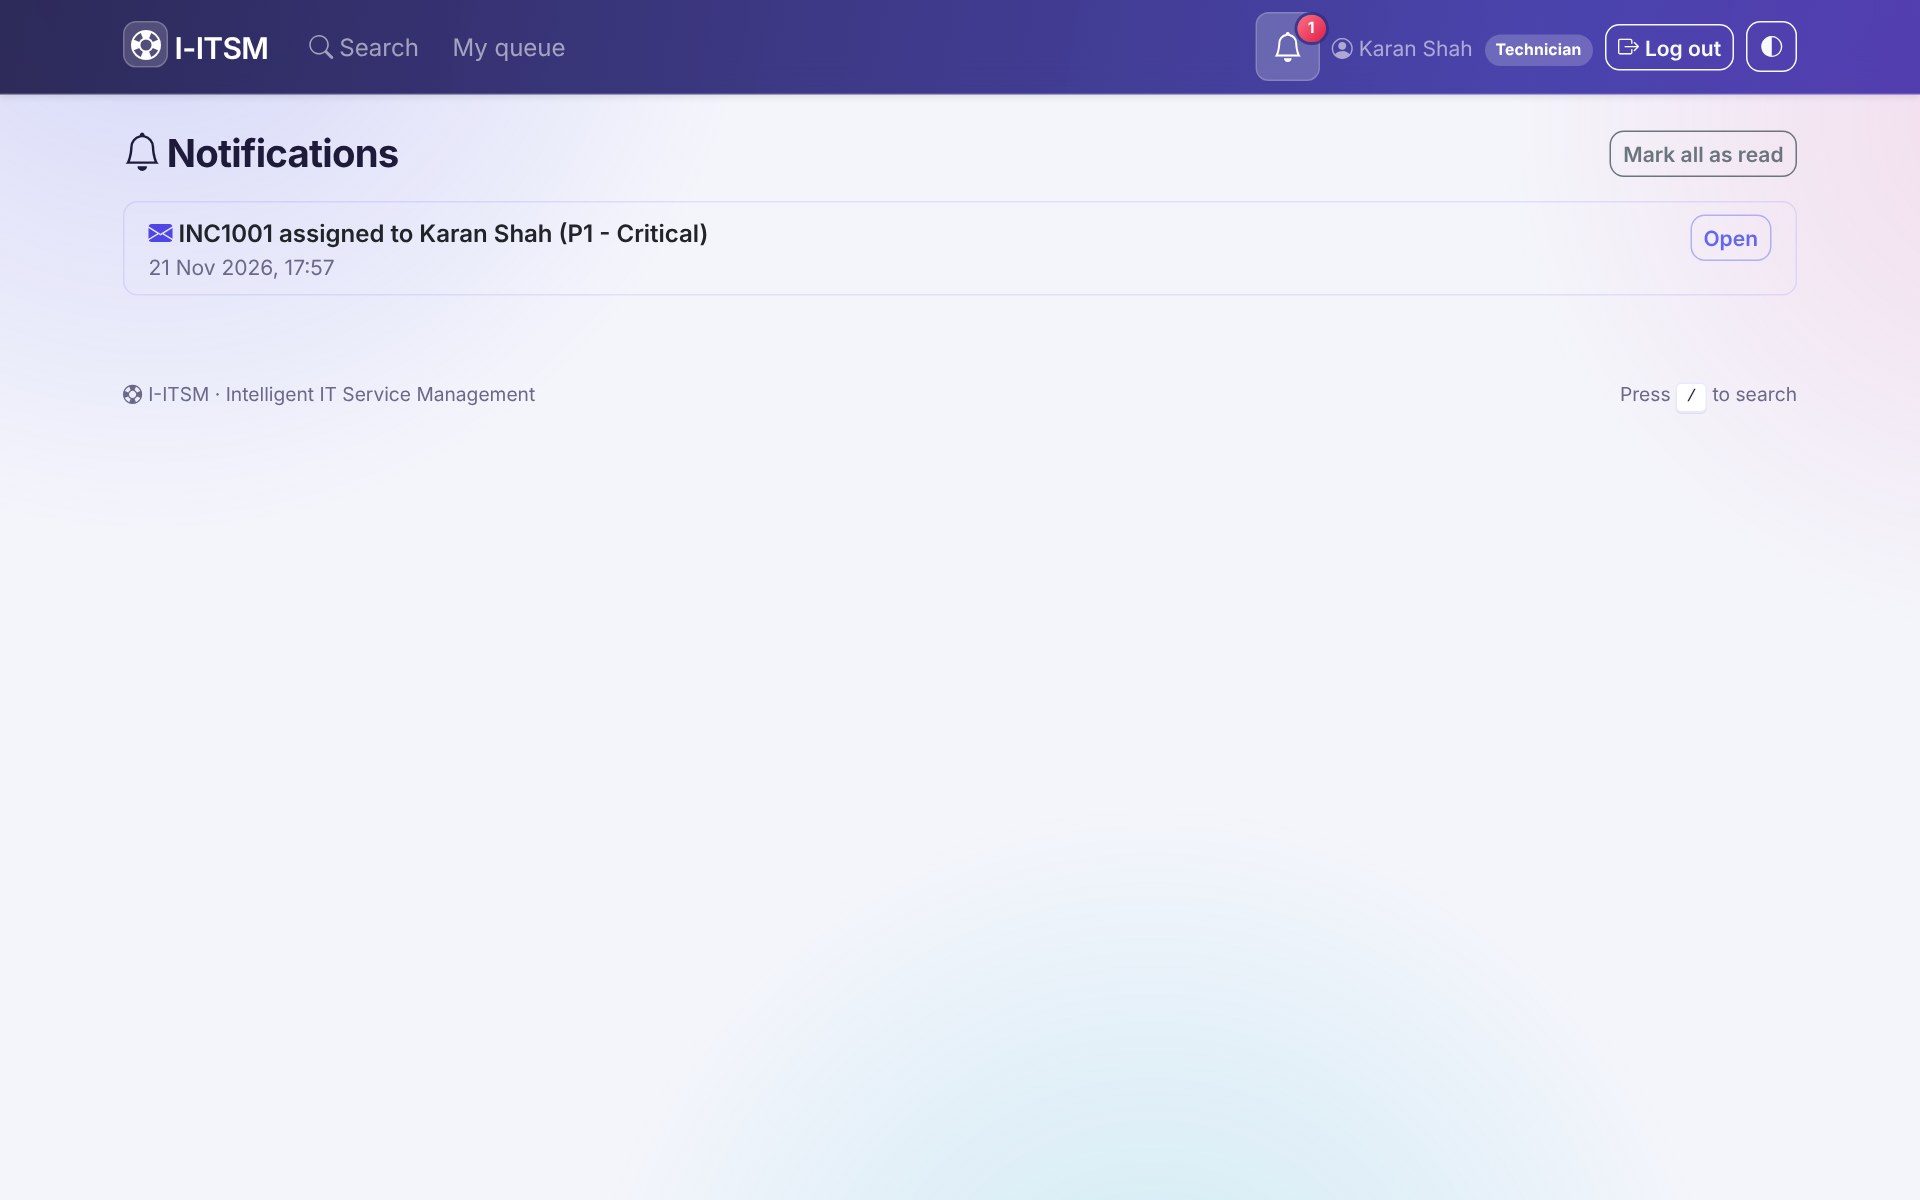 I-ITSM Search My queue 1 Karan Shah Technician Log out
Notifications Mark all as read
INC1001 assigned to Karan Shah (P1 - Critical) Open
21 Nov 2026, 17:57
I-ITSM · Intelligent IT Service Management Press / to search